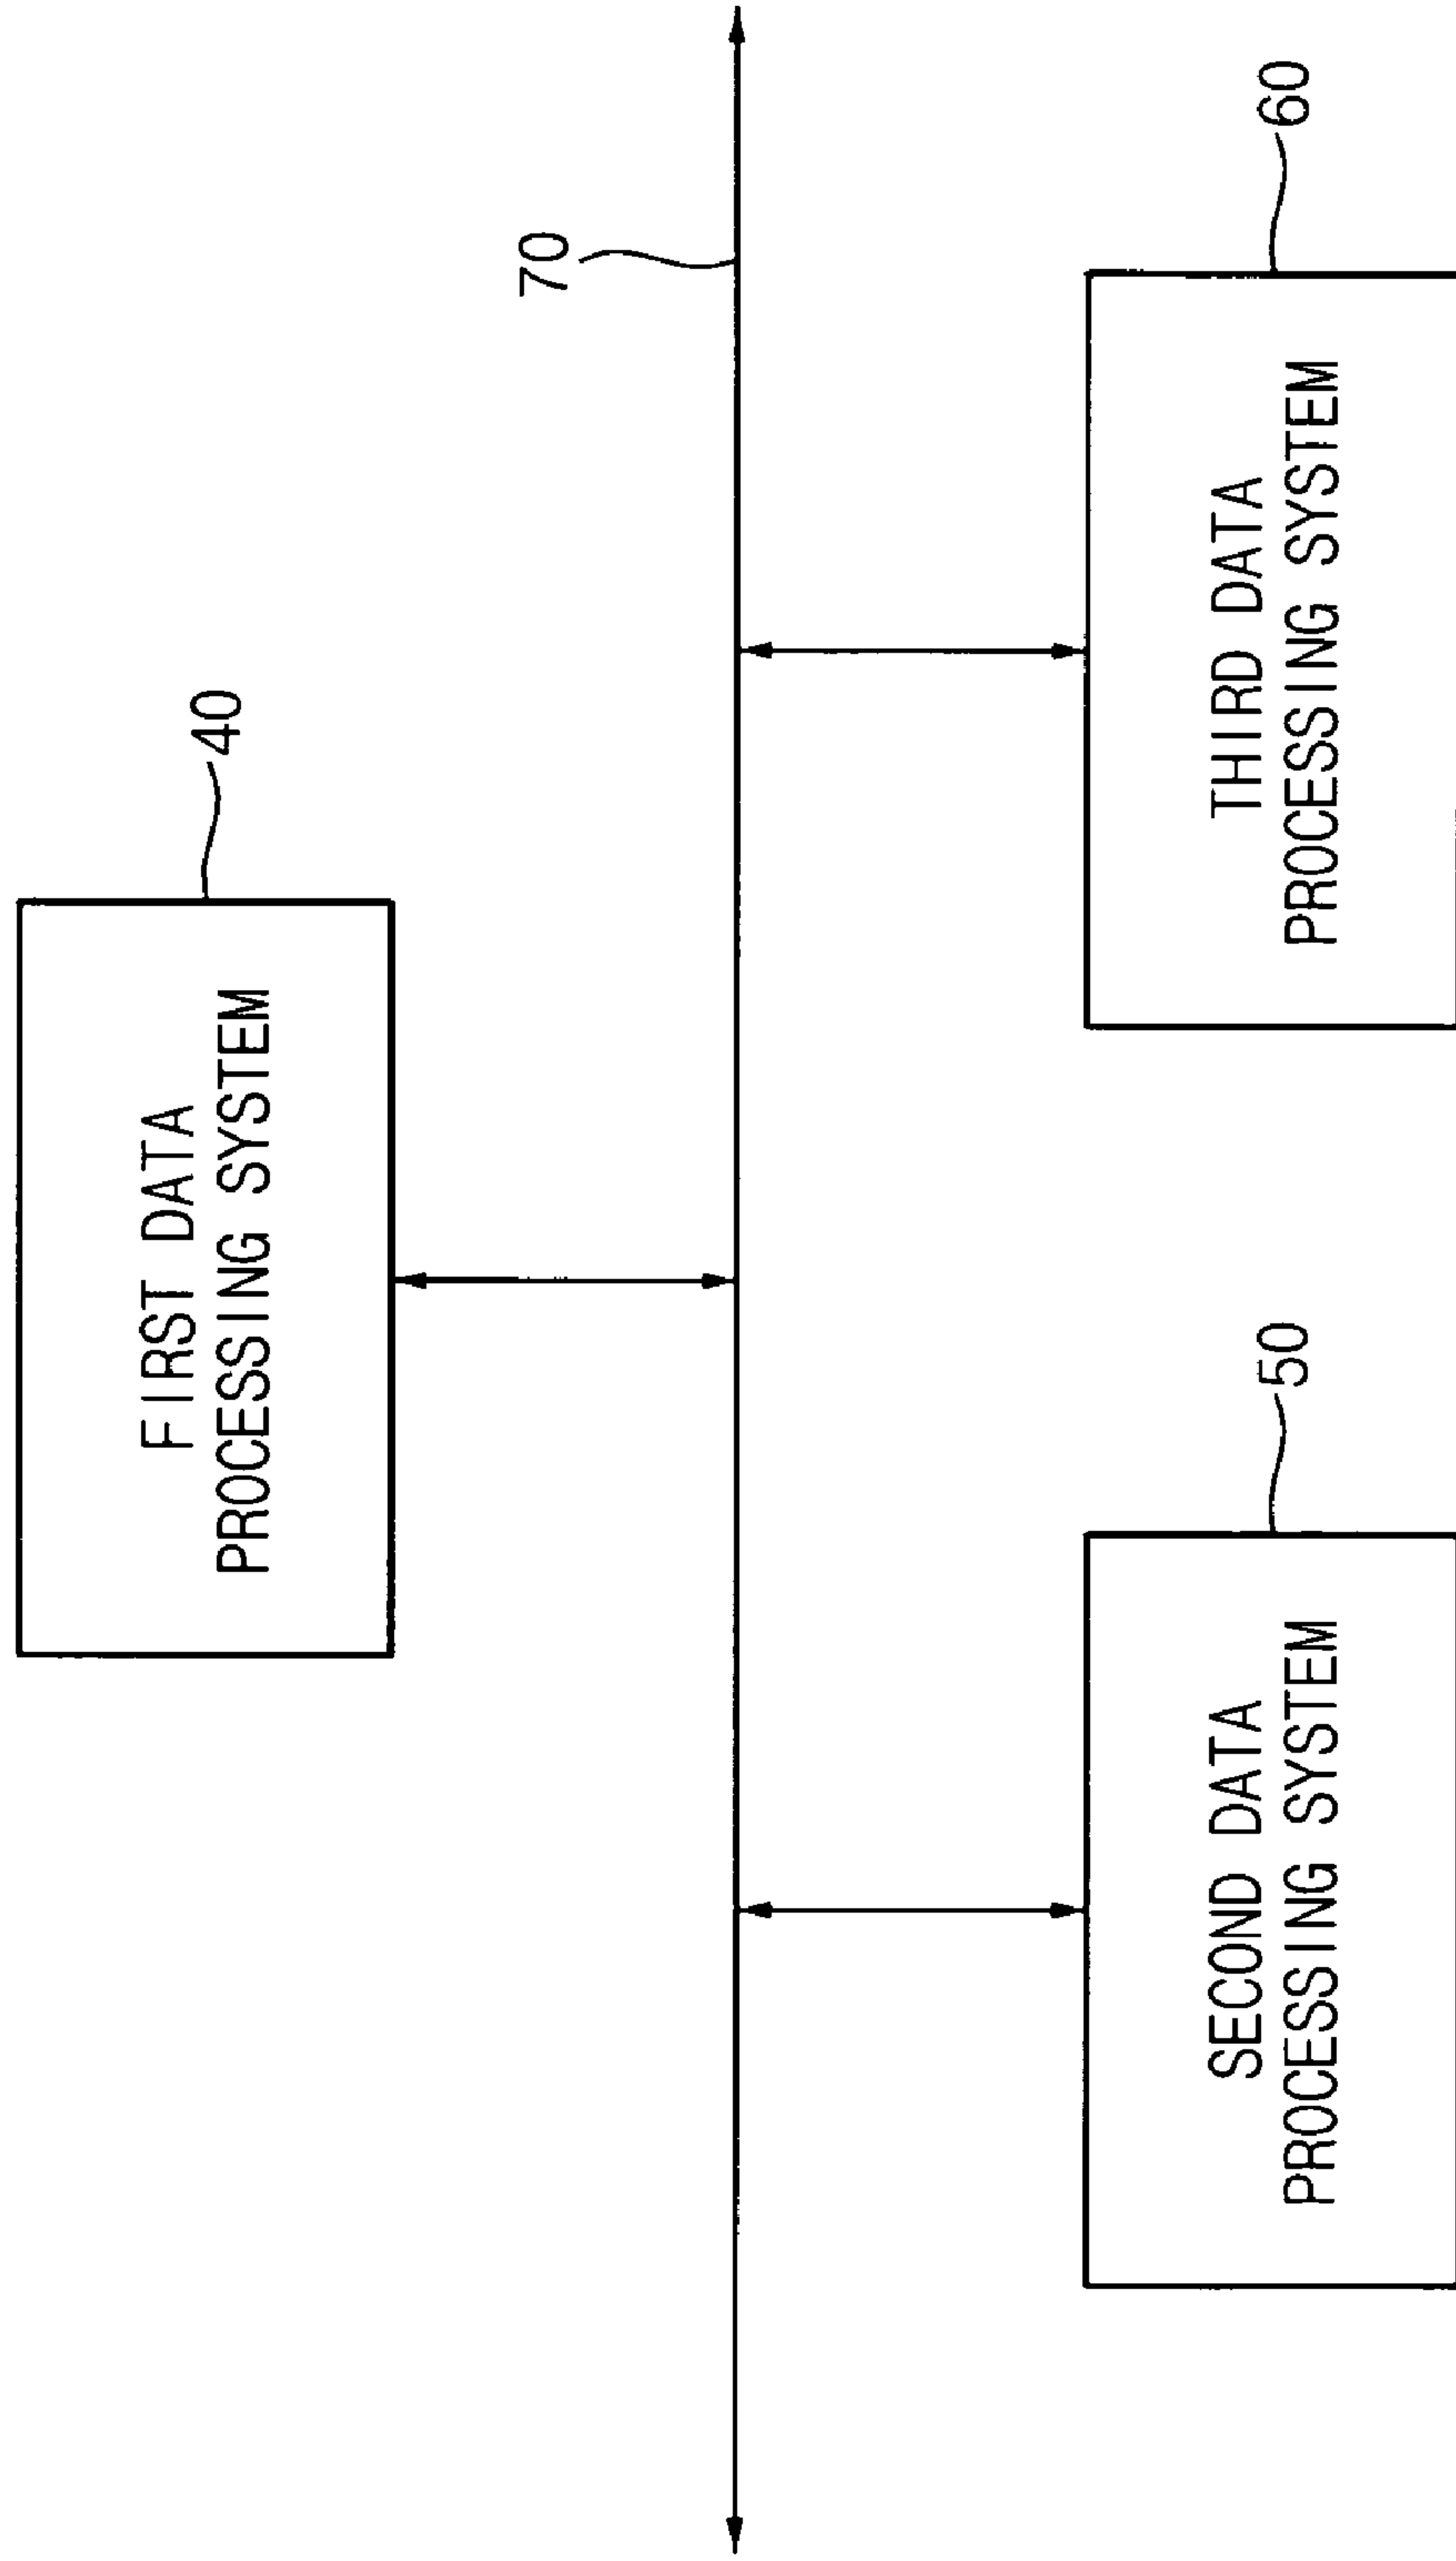 FIRST DATA
PROCESSING SYSTEM
40
70
SECOND DATA
PROCESSING SYSTEM
50
THIRD DATA
PROCESSING SYSTEM
60